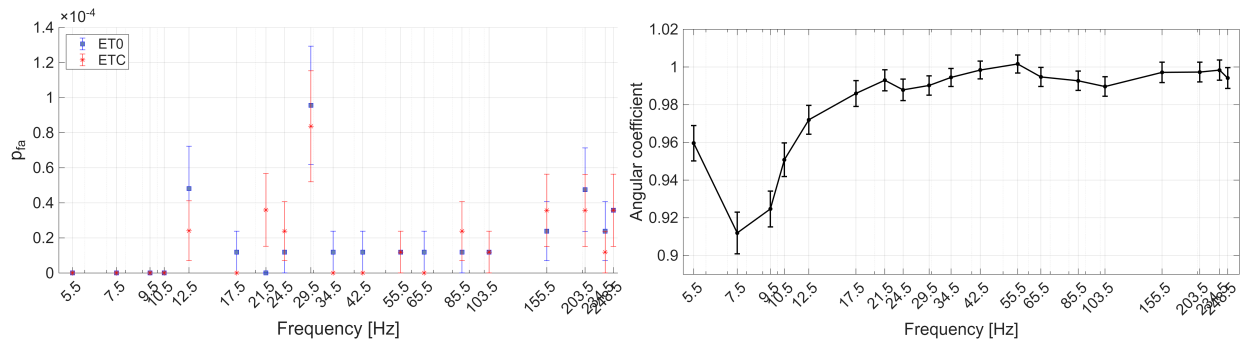 ×10⁻⁴
1.4
1.2
1
0.8
0.6
0.4
0.2
0
p_fa
ET0
ETC
5.5 7.5 9.5 10.5 12.5 17.5 21.5 24.5 29.5 34.5 42.5 55.5 65.5 85.5 103.5 155.5 203.5 234.5 248.5
Frequency [Hz]
1.02
1
0.98
0.96
0.94
0.92
0.9
Angular coefficient
5.5 7.5 9.5 10.5 12.5 17.5 21.5 24.5 29.5 34.5 42.5 55.5 65.5 85.5 103.5 155.5 203.5 234.5 248.5
Frequency [Hz]